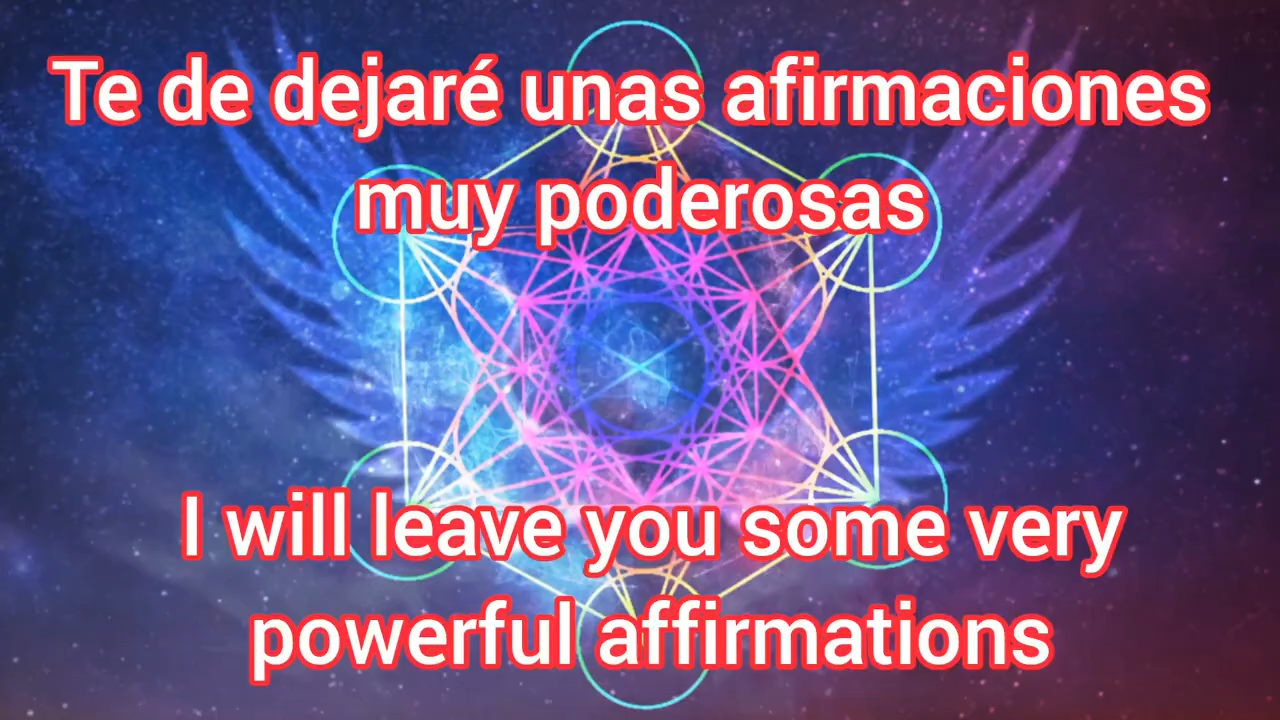 Te de dejaré unas afirmaciones
muy poderosas
I will leave you some very
powerful affirmations